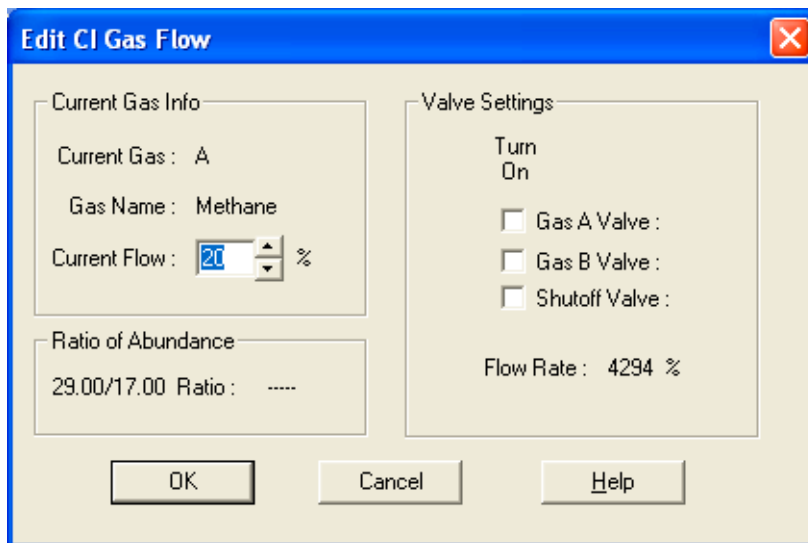 Edit CI Gas Flow
Current Gas Info
Current Gas : A
Gas Name : Methane
Current Flow : 20 %
Ratio of Abundance
29.00/17.00 Ratio : -----
Valve Settings
Turn
On
Gas A Valve :
Gas B Valve :
Shutoff Valve :
Flow Rate : 4294 %
OK
Cancel
Help